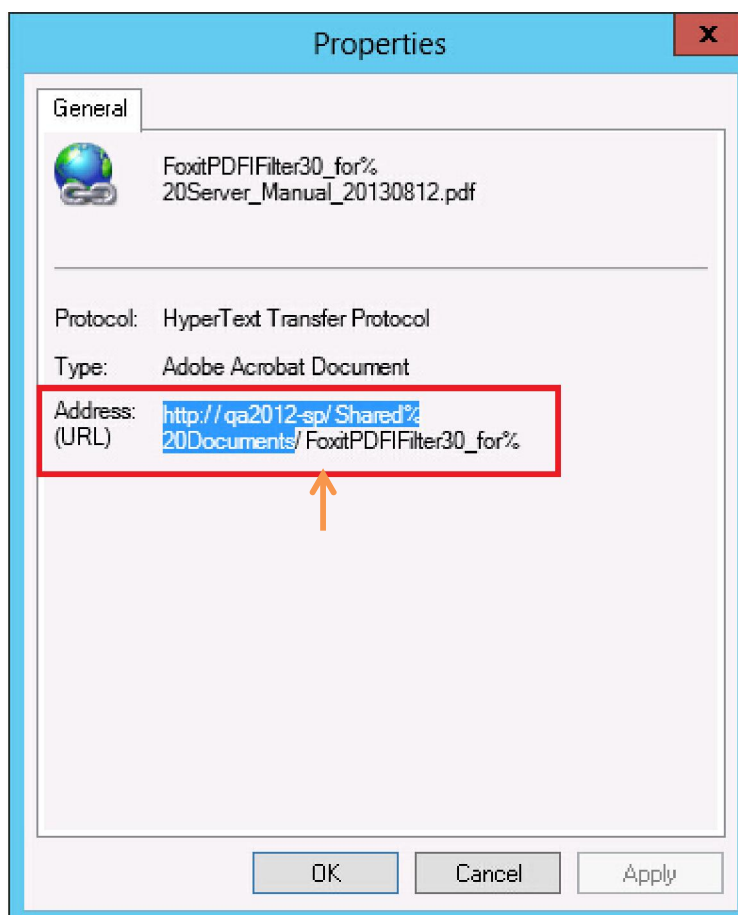 Properties
x
General
FoxitPDFIFilter30_for%
20Server_Manual_20130812.pdf
Protocol: HyperText Transfer Protocol
Type: Adobe Acrobat Document
Address: http://qa2012-sp/Shared%
(URL) 20Documents/FoxitPDFIFilter30_for%
OK Cancel Apply